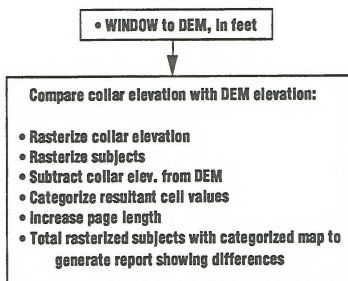 • WINDOW to DEM, in feet
Compare collar elevation with DEM elevation:
• Rasterize collar elevation
• Rasterize subjects
• Subtract collar elev. from DEM
• Categorize resultant cell values
• Increase page length
• Total rasterized subjects with categorized map to
generate report showing differences